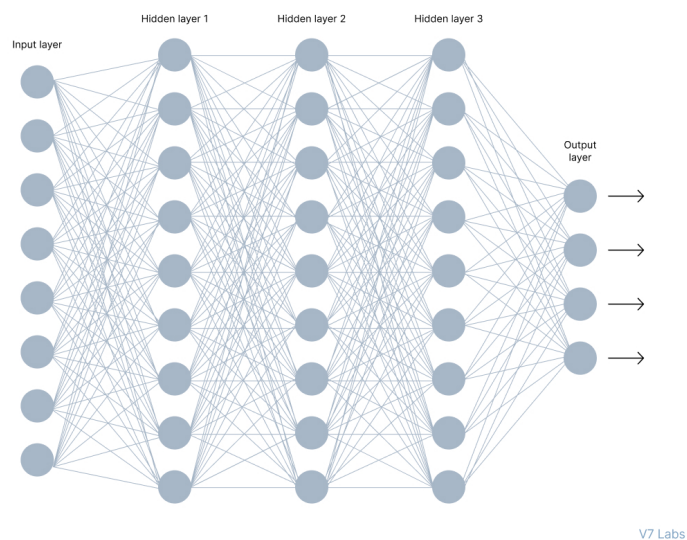 Hidden layer 1
Hidden layer 2
Hidden layer 3
Input layer
Output
layer
V7 Labs